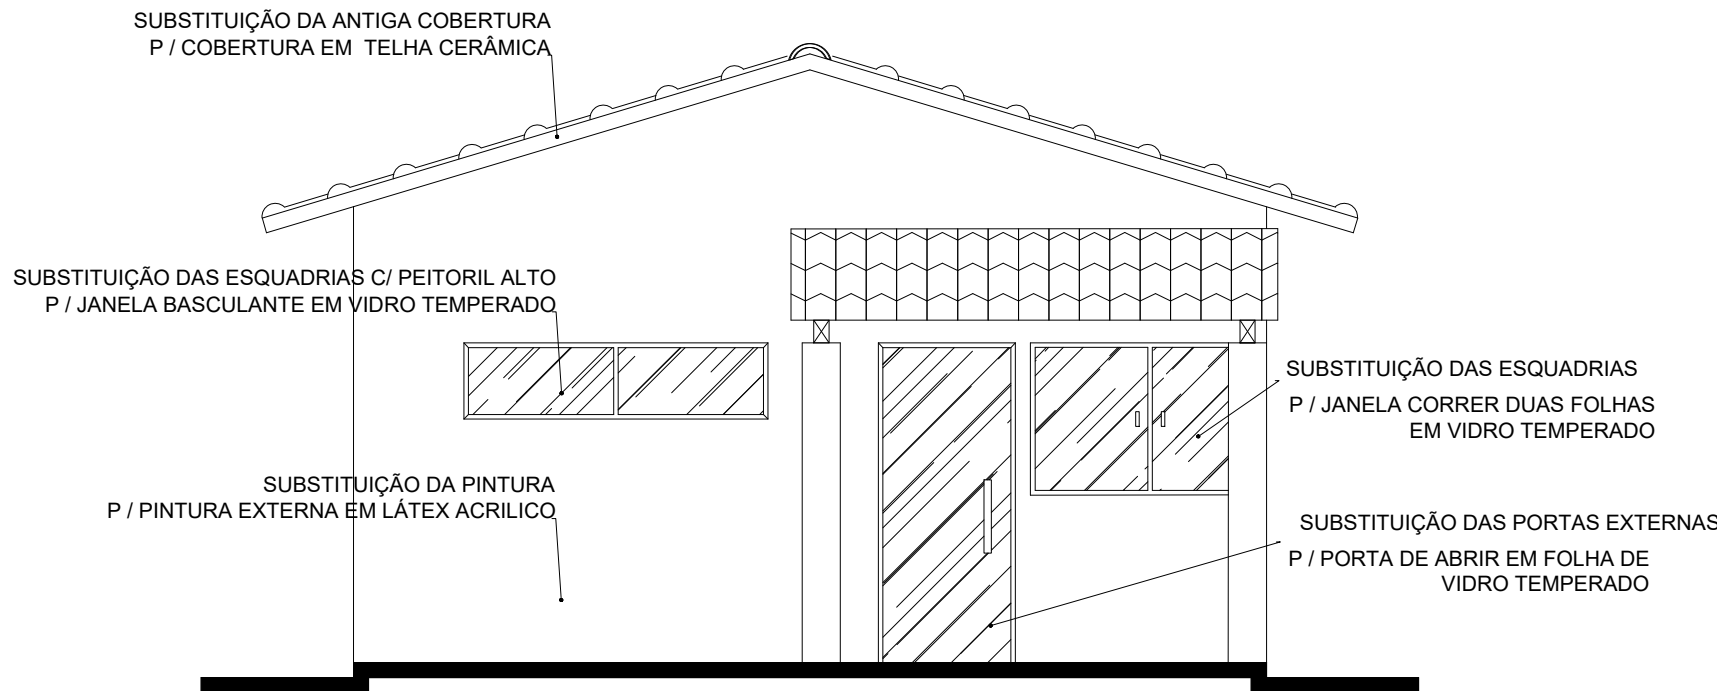 SUBSTITUIÇÃO DA ANTIGA COBERTURA
P / COBERTURA EM TELHA CERÂMICA
SUBSTITUIÇÃO DAS ESQUADRIAS C/ PEITORIL ALTO
P / JANELA BASCULANTE EM VIDRO TEMPERADO
SUBSTITUIÇÃO DAS ESQUADRIAS
P / JANELA CORRER DUAS FOLHAS
EM VIDRO TEMPERADO
SUBSTITUIÇÃO DA PINTURA
P / PINTURA EXTERNA EM LÁTEX ACRILICO
SUBSTITUIÇÃO DAS PORTAS EXTERNAS
P / PORTA DE ABRIR EM FOLHA DE
VIDRO TEMPERADO